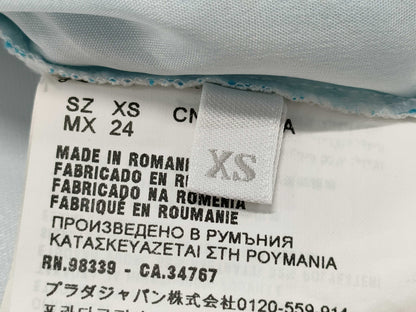 SZ XS CN A
MX 24
XS
MADE IN ROMANI
FABRICADO EN R
FABRICADO NA ROMENIA
FABRIQUÉ EN ROUMANIE
ПРОИЗВЕДЕНО В РУМЪНИЯ
ΚΑΤΑΣΚΕΥΑΖΕΤΑΙ ΣΤΗ ΡΟΥΜΑΝΙΑ
RN.98339 - CA.34767
プラダジャパン株式会社0120-559-914